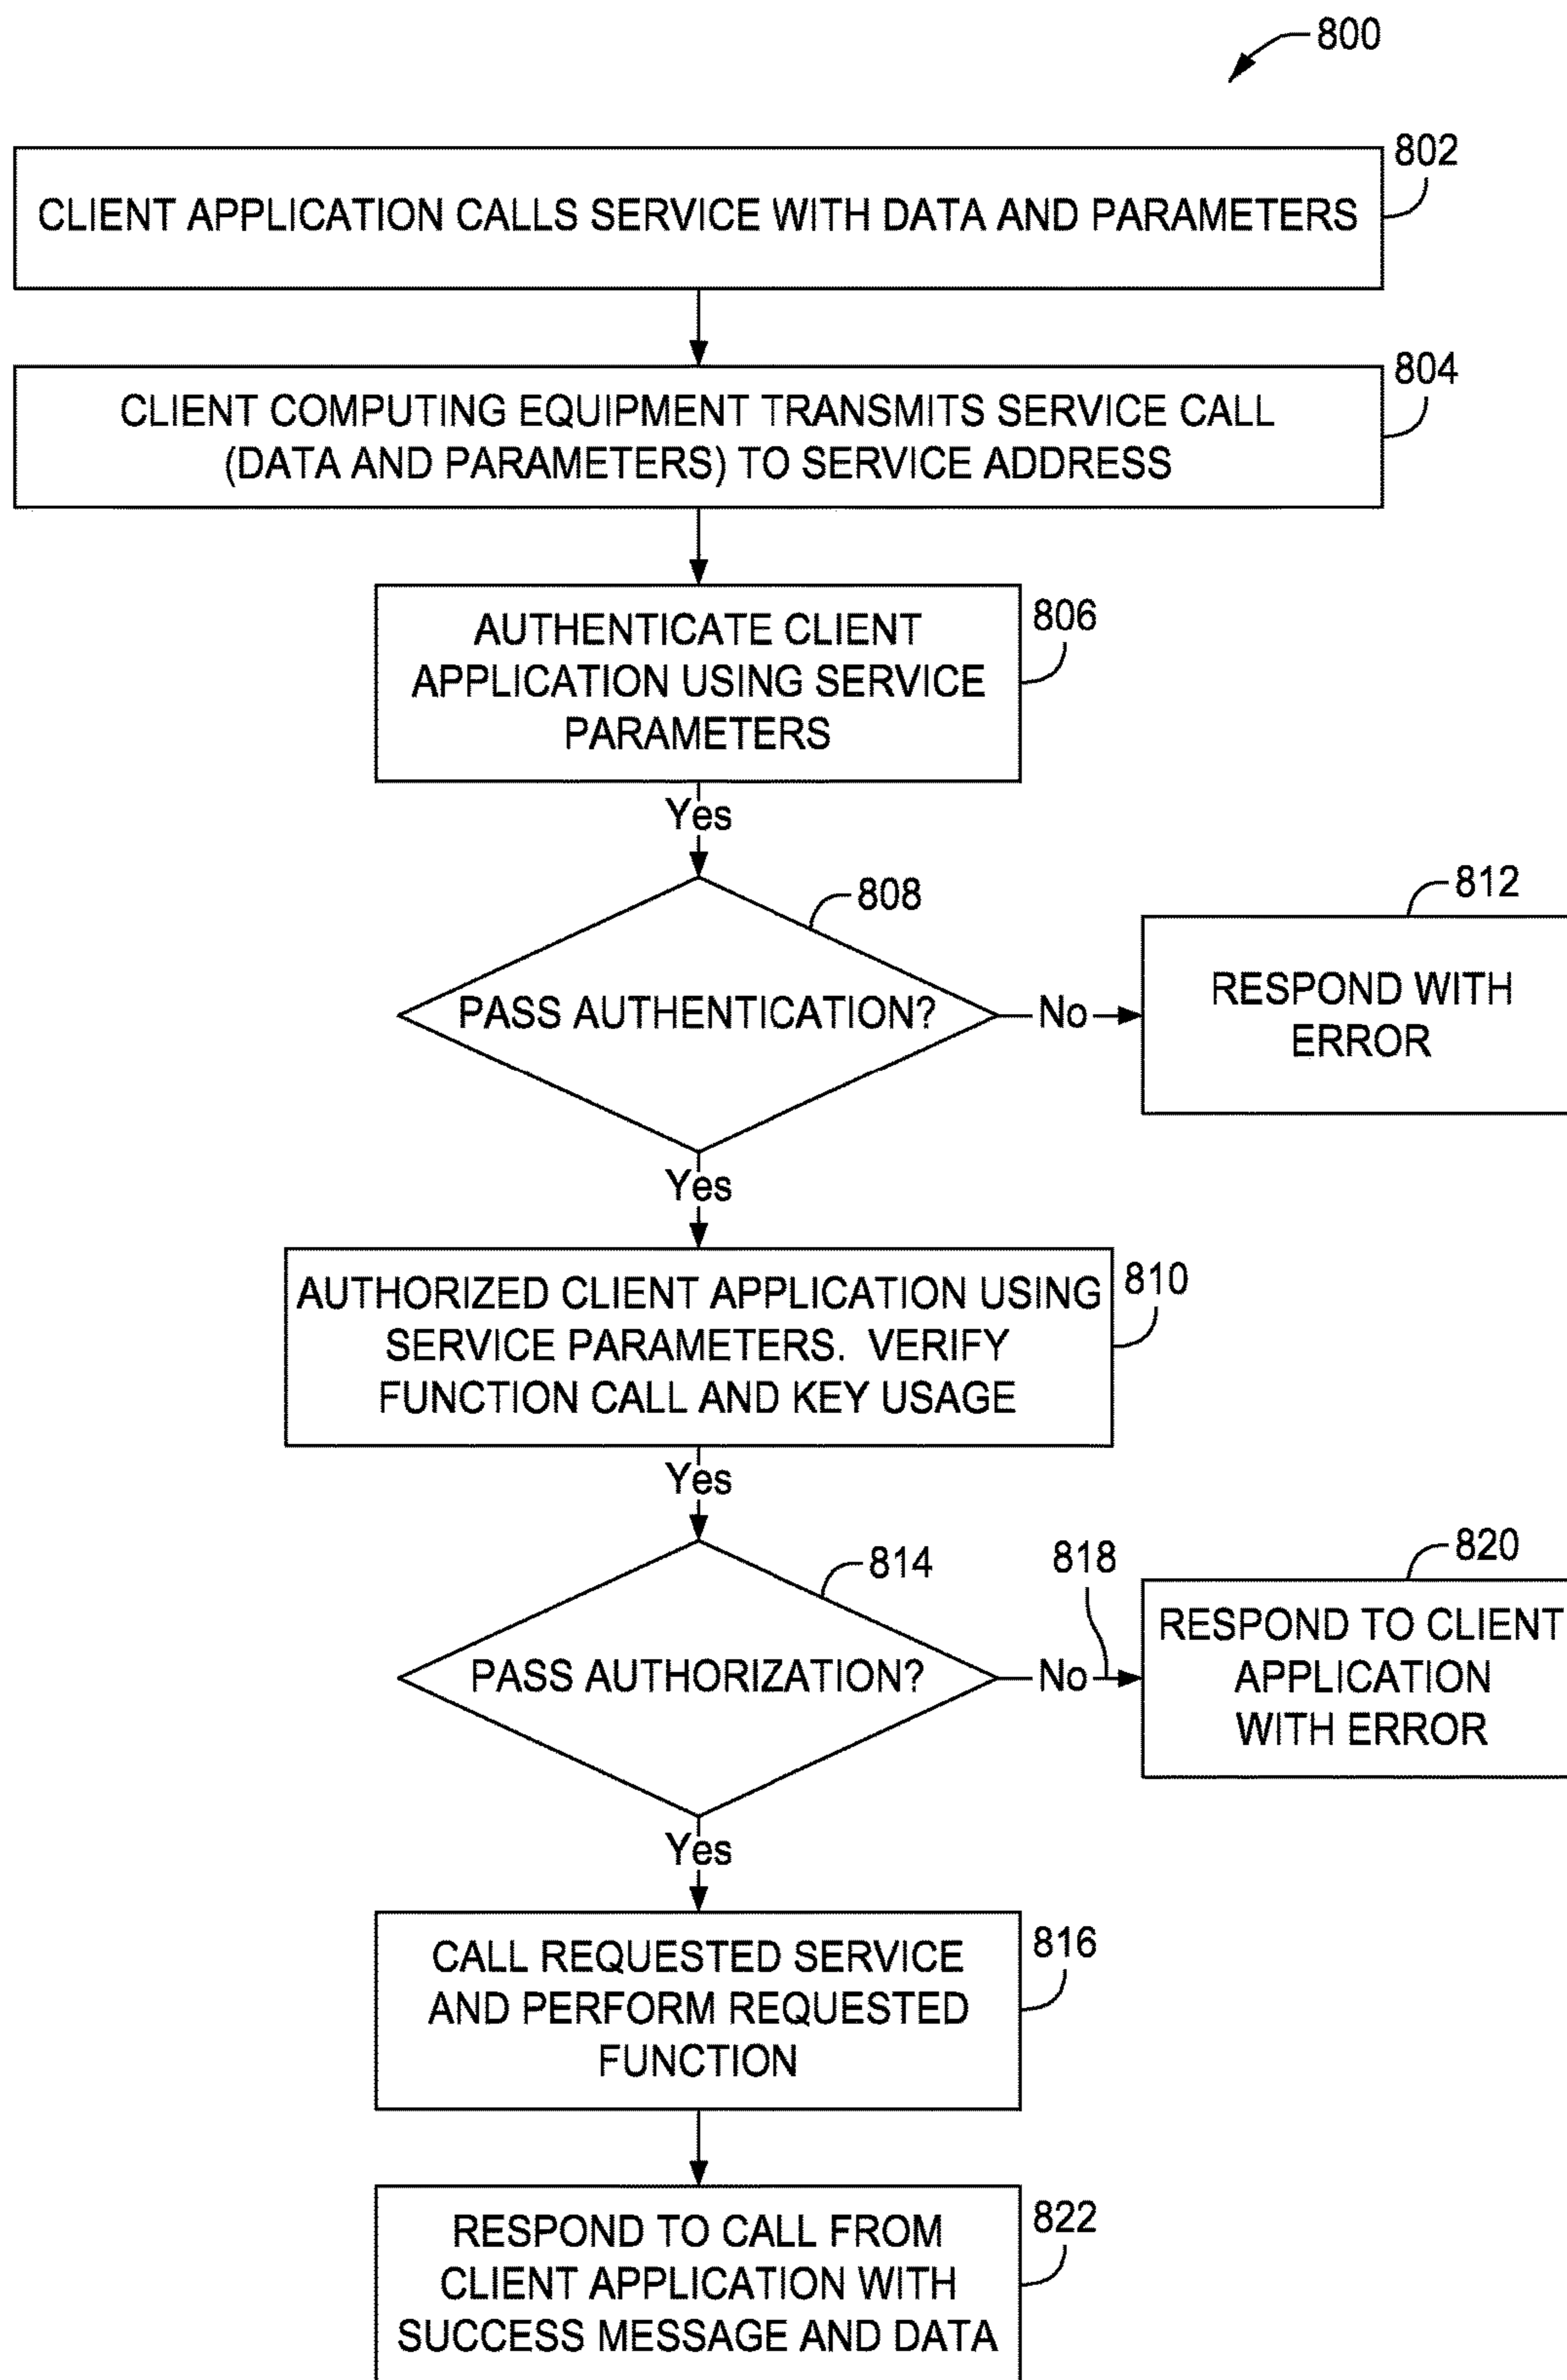 800
802
CLIENT APPLICATION CALLS SERVICE WITH DATA AND PARAMETERS
804
CLIENT COMPUTING EQUIPMENT TRANSMITS SERVICE CALL
(DATA AND PARAMETERS) TO SERVICE ADDRESS
806
AUTHENTICATE CLIENT
APPLICATION USING SERVICE
PARAMETERS
Yes
808
812
PASS AUTHENTICATION?
No
RESPOND WITH
ERROR
Yes
810
AUTHORIZED CLIENT APPLICATION USING
SERVICE PARAMETERS. VERIFY
FUNCTION CALL AND KEY USAGE
Yes
814
818
820
PASS AUTHORIZATION?
No
RESPOND TO CLIENT
APPLICATION
WITH ERROR
Yes
816
CALL REQUESTED SERVICE
AND PERFORM REQUESTED
FUNCTION
822
RESPOND TO CALL FROM
CLIENT APPLICATION WITH
SUCCESS MESSAGE AND DATA